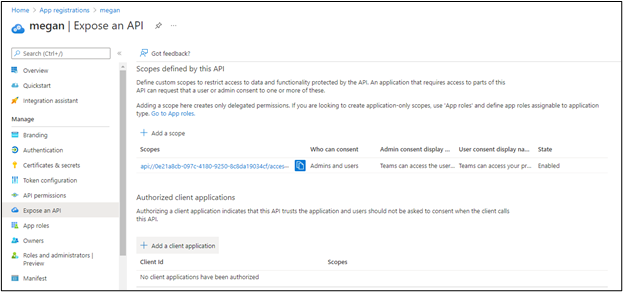 Home > App registrations > megan
megan | Expose an API
Search (Ctrl+/)
Got feedback?
Overview
Quickstart
Integration assistant
Manage
Branding
Authentication
Certificates & secrets
Token configuration
API permissions
Expose an API
App roles
Owners
Roles and administrators |
Preview
Manifest
Scopes defined by this API
Define custom scopes to restrict access to data and functionality protected by the API. An application that requires access to parts of this
API can request that a user or admin consent to one or more of these.
Adding a scope here creates only delegated permissions. If you are looking to create application-only scopes, use 'App roles' and define app roles assignable to application
type. Go to App roles.
Add a scope
Scopes Who can consent Admin consent display ... User consent display na... State
api://0e21a8cb-097c-4180-9250-8c8da19034cf/acces... Admins and users Teams can access the user... Teams can access your pr... Enabled
Authorized client applications
Authorizing a client application indicates that this API trusts the application and users should not be asked to consent when the client calls
this API.
Add a client application
Client Id Scopes
No client applications have been authorized